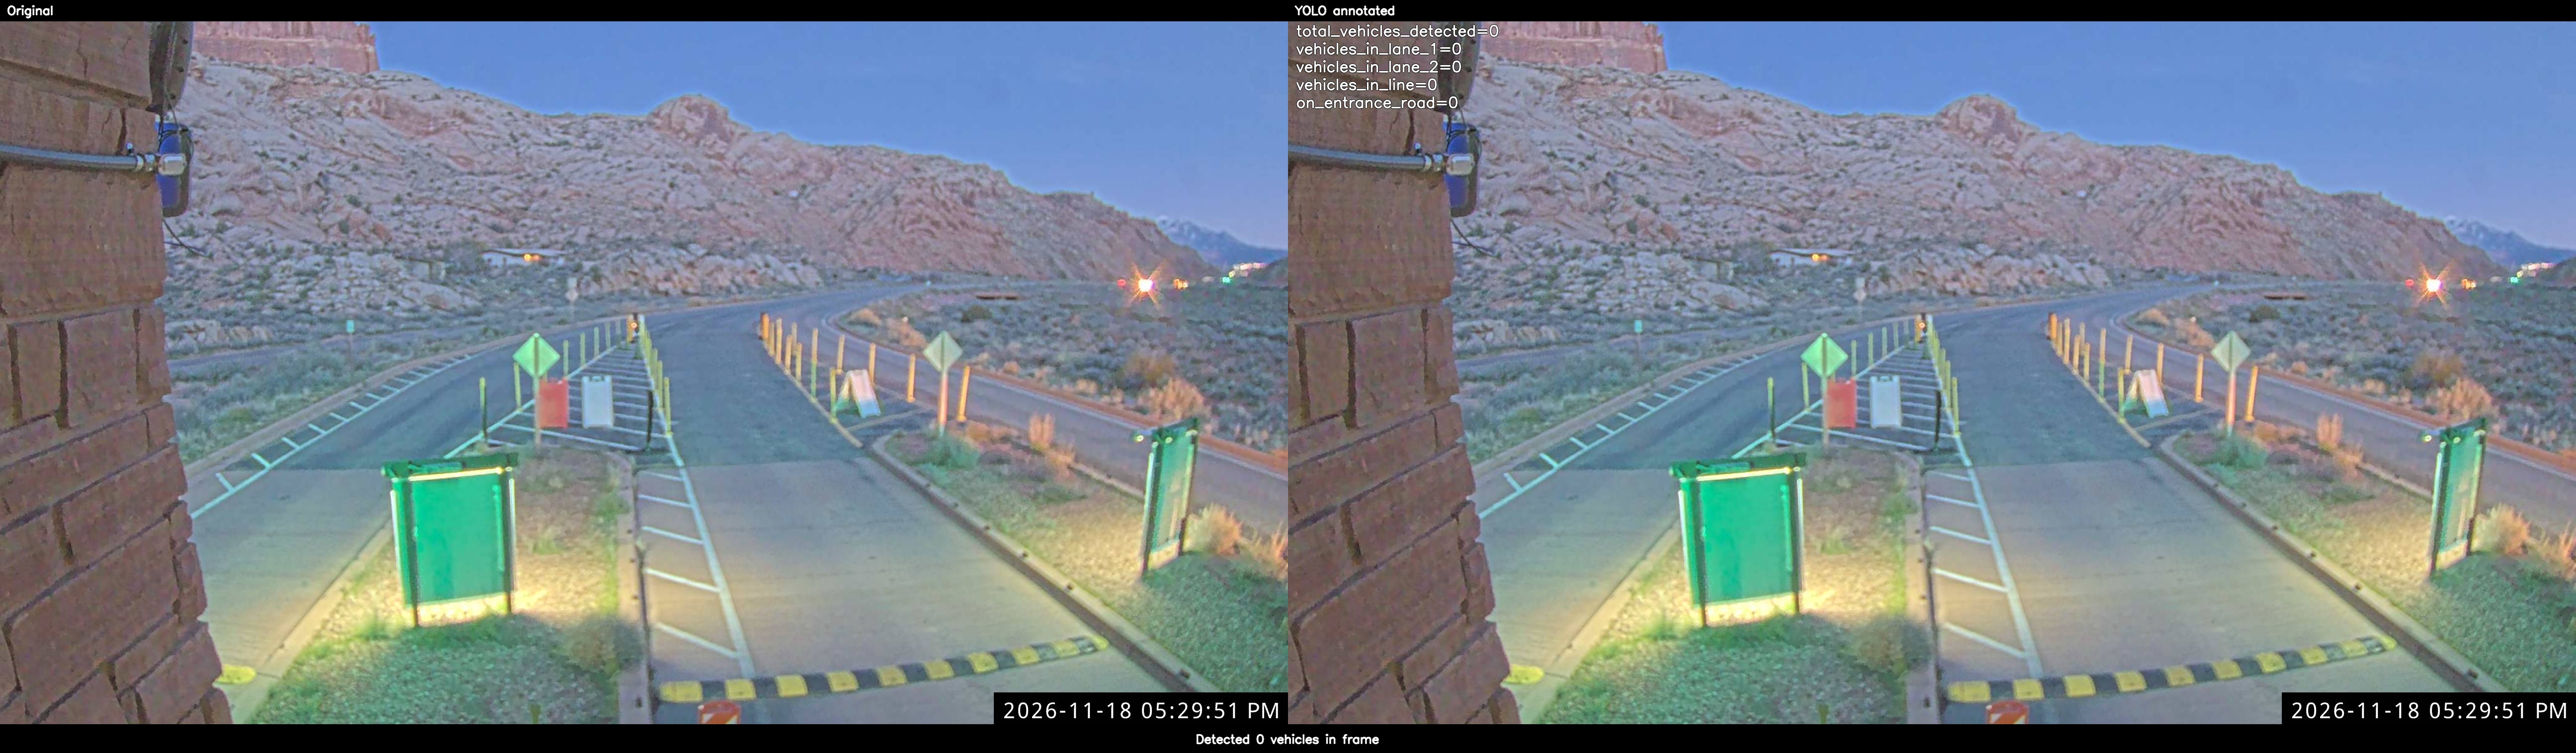 Original
YOLO annotated
total_vehicles_detected=0
vehicles_in_lane_1=0
vehicles_in_lane_2=0
vehicles_in_line=0
on_entrance_road=0
2026-11-18 05:29:51 PM
2026-11-18 05:29:51 PM
Detected 0 vehicles in frame